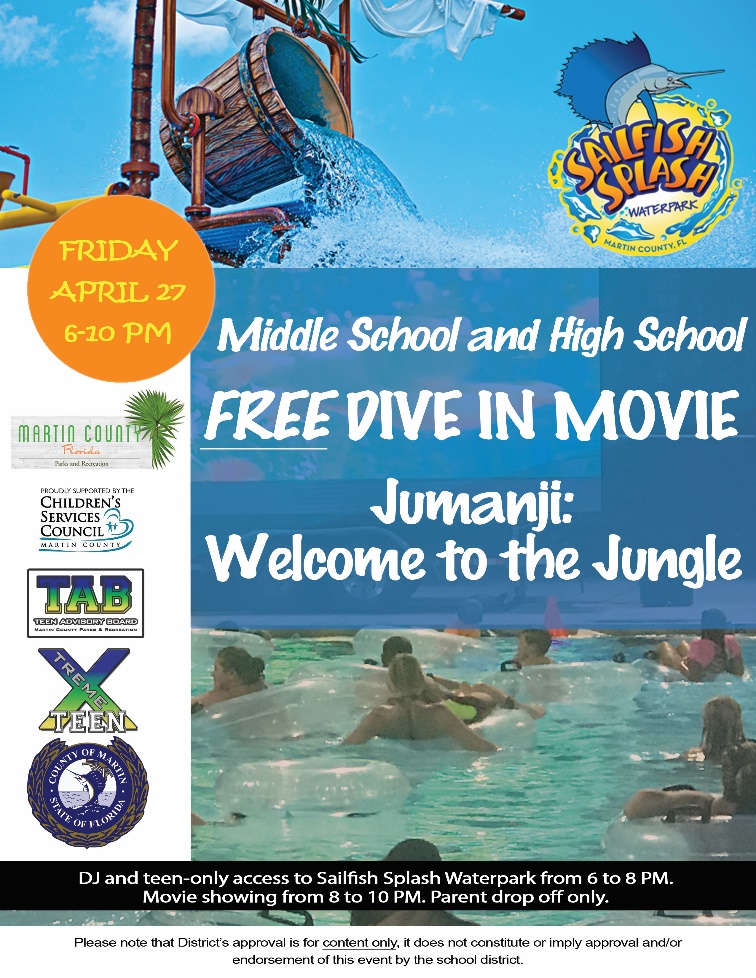 SAILFISH
SPLASH
WATERPARK
MARTIN COUNTY, FL
FRIDAY
APRIL 27
6-10 PM
Middle School and High School
FREE DIVE IN MOVIE
Jumanji:
Welcome to the Jungle
MARTIN COUNTY
Florida
Parks and Recreation
PROUDLY SUPPORTED BY THE
CHILDREN'S
SERVICES
COUNCIL
MARTIN COUNTY
TAB
TEEN ADVISORY BOARD
MARTIN COUNTY PARKS & RECREATION
XTREME
TEEN
COUNTY OF MARTIN
STATE OF FLORIDA
DJ and teen-only access to Sailfish Splash Waterpark from 6 to 8 PM.
Movie showing from 8 to 10 PM. Parent drop off only.
Please note that District's approval is for content only, it does not constitute or imply approval and/or
endorsement of this event by the school district.